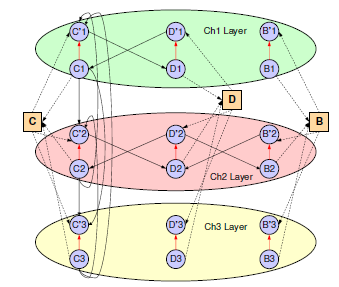 C"1 D"1 Ch1 Layer B"1
C1 D1 B1
D
C B
C"2 D"2 B"2
C2 D2 B2
Ch2 Layer
C"3 D"3 Ch3 Layer B"3
C3 D3 B3